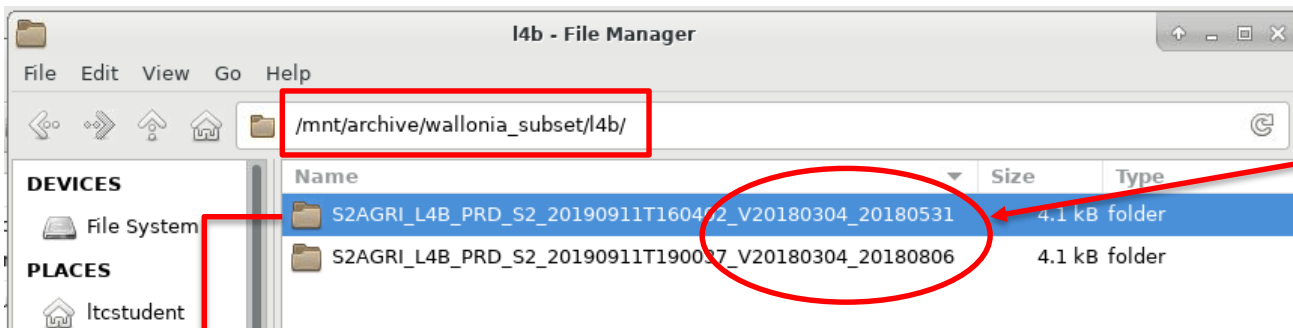 l4b - File Manager
File Edit View Go Help
/mnt/archive/wallonia_subset/l4b/
DEVICES
Name Size Type
File System
S2AGRI_L4B_PRD_S2_20190911T160402_V20180304_20180531 4.1 kB folder
PLACES
S2AGRI_L4B_PRD_S2_20190911T190037_V20180304_20180806 4.1 kB folder
ltcstudent